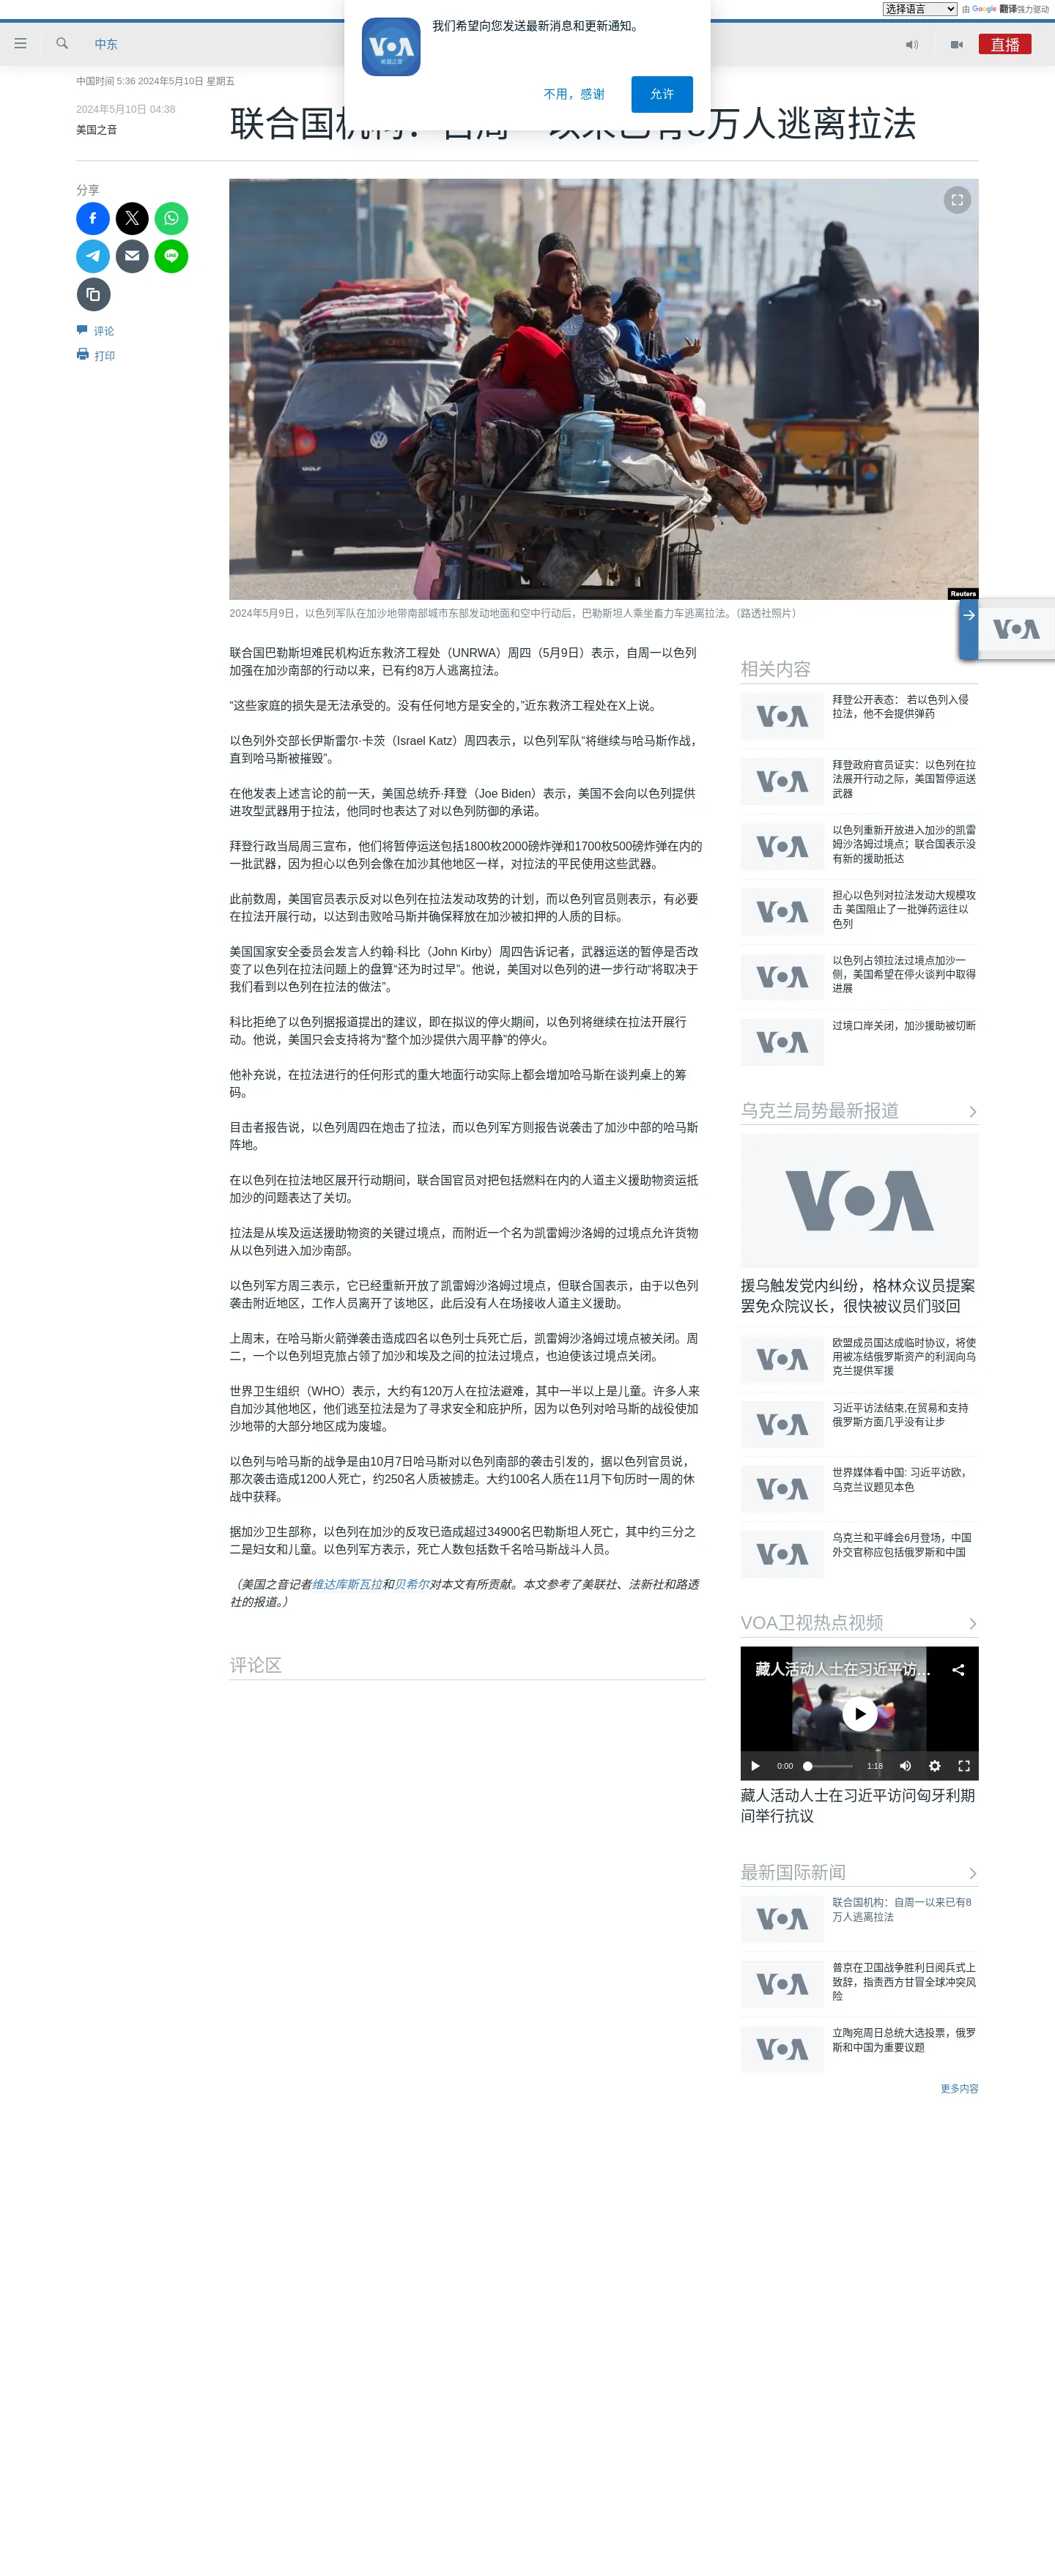 选择语言
由 Google 翻译强力驱动
我们希望向您发送最新消息和更新通知。
VOA
美国之音
不用，感谢
允许
中东
直播
中国时间 5:36 2024年5月10日 星期五
2024年5月10日 04:38
美国之音
万人逃离拉法
分享
评论
打印
GOLF
Reuters
2024年5月9日，以色列军队在加沙地带南部城市东部发动地面和空中行动后，巴勒斯坦人乘坐畜力车逃离拉法。（路透社照片）
VOA
联合国巴勒斯坦难民机构近东救济工程处（UNRWA）周四（5月9日）表示，自周一以色列
加强在加沙南部的行动以来，已有约8万人逃离拉法。
“这些家庭的损失是无法承受的。没有任何地方是安全的，”近东救济工程处在X上说。
以色列外交部长伊斯雷尔·卡茨（Israel Katz）周四表示，以色列军队“将继续与哈马斯作战，
直到哈马斯被摧毁”。
在他发表上述言论的前一天，美国总统乔·拜登（Joe Biden）表示，美国不会向以色列提供
进攻型武器用于拉法，他同时也表达了对以色列防御的承诺。
拜登行政当局周三宣布，他们将暂停运送包括1800枚2000磅炸弹和1700枚500磅炸弹在内的
一批武器，因为担心以色列会像在加沙其他地区一样，对拉法的平民使用这些武器。
此前数周，美国官员表示反对以色列在拉法发动攻势的计划，而以色列官员则表示，有必要
在拉法开展行动，以达到击败哈马斯并确保释放在加沙被扣押的人质的目标。
美国国家安全委员会发言人约翰·科比（John Kirby）周四告诉记者，武器运送的暂停是否改
变了以色列在拉法问题上的盘算“还为时过早”。他说，美国对以色列的进一步行动“将取决于
我们看到以色列在拉法的做法”。
科比拒绝了以色列据报道提出的建议，即在拟议的停火期间，以色列将继续在拉法开展行
动。他说，美国只会支持将为“整个加沙提供六周平静”的停火。
他补充说，在拉法进行的任何形式的重大地面行动实际上都会增加哈马斯在谈判桌上的筹
码。
目击者报告说，以色列周四在炮击了拉法，而以色列军方则报告说袭击了加沙中部的哈马斯
阵地。
在以色列在拉法地区展开行动期间，联合国官员对把包括燃料在内的人道主义援助物资运抵
加沙的问题表达了关切。
拉法是从埃及运送援助物资的关键过境点，而附近一个名为凯雷姆沙洛姆的过境点允许货物
从以色列进入加沙南部。
以色列军方周三表示，它已经重新开放了凯雷姆沙洛姆过境点，但联合国表示，由于以色列
袭击附近地区，工作人员离开了该地区，此后没有人在场接收人道主义援助。
上周末，在哈马斯火箭弹袭击造成四名以色列士兵死亡后，凯雷姆沙洛姆过境点被关闭。周
二，一个以色列坦克旅占领了加沙和埃及之间的拉法过境点，也迫使该过境点关闭。
世界卫生组织（WHO）表示，大约有120万人在拉法避难，其中一半以上是儿童。许多人来
自加沙其他地区，他们逃至拉法是为了寻求安全和庇护所，因为以色列对哈马斯的战役使加
沙地带的大部分地区成为废墟。
以色列与哈马斯的战争是由10月7日哈马斯对以色列南部的袭击引发的，据以色列官员说，
那次袭击造成1200人死亡，约250名人质被掳走。大约100名人质在11月下旬历时一周的休
战中获释。
据加沙卫生部称，以色列在加沙的反攻已造成超过34900名巴勒斯坦人死亡，其中约三分之
二是妇女和儿童。以色列军方表示，死亡人数包括数千名哈马斯战斗人员。
（美国之音记者维达库斯瓦拉和贝希尔对本文有所贡献。本文参考了美联社、法新社和路透
社的报道。）
评论区
相关内容
VOA
拜登公开表态： 若以色列入侵
拉法，他不会提供弹药
VOA
拜登政府官员证实：以色列在拉
法展开行动之际，美国暂停运送
武器
VOA
以色列重新开放进入加沙的凯雷
姆沙洛姆过境点；联合国表示没
有新的援助抵达
VOA
担心以色列对拉法发动大规模攻
击 美国阻止了一批弹药运往以
色列
VOA
以色列占领拉法过境点加沙一
侧，美国希望在停火谈判中取得
进展
VOA
过境口岸关闭，加沙援助被切断
乌克兰局势最新报道
VOA
援乌触发党内纠纷，格林众议员提案
罢免众院议长，很快被议员们驳回
VOA
欧盟成员国达成临时协议，将使
用被冻结俄罗斯资产的利润向乌
克兰提供军援
VOA
习近平访法结束,在贸易和支持
俄罗斯方面几乎没有让步
VOA
世界媒体看中国: 习近平访欧，
乌克兰议题见本色
VOA
乌克兰和平峰会6月登场，中国
外交官称应包括俄罗斯和中国
VOA卫视热点视频
藏人活动人士在习近平访...
0:00
1:18
藏人活动人士在习近平访问匈牙利期
间举行抗议
最新国际新闻
VOA
联合国机构：自周一以来已有8
万人逃离拉法
VOA
普京在卫国战争胜利日阅兵式上
致辞，指责西方甘冒全球冲突风
险
VOA
立陶宛周日总统大选投票，俄罗
斯和中国为重要议题
更多内容